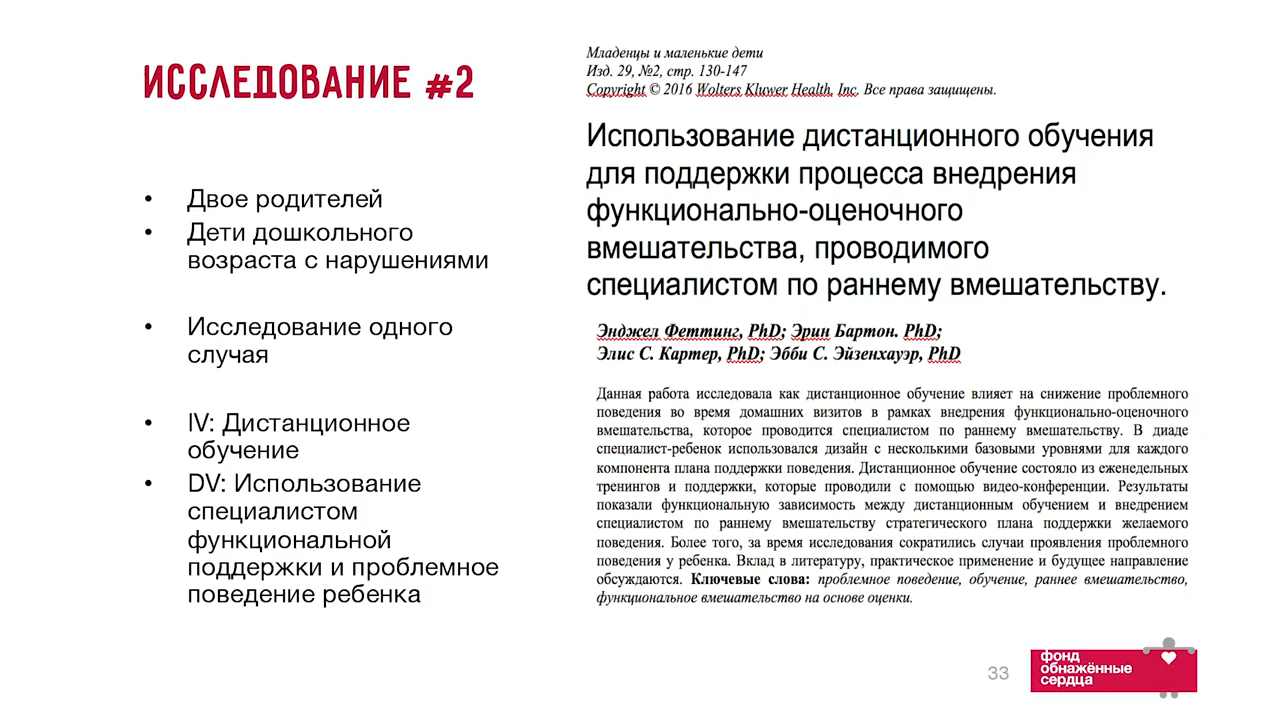 ИССЛЕДОВАНИЕ #2
• Двое родителей
• Дети дошкольного
возраста с нарушениями
• Исследование одного
случая
• IV: Дистанционное
обучение
• DV: Использование
специалистом
функциональной
поддержки и проблемное
поведение ребенка
Младенцы и маленькие дети
Изд. 29, №2, стр. 130-147
Copyright © 2016 Wolters Kluwer Health, Inc. Все права защищены.
Использование дистанционного обучения
для поддержки процесса внедрения
функционально-оценочного
вмешательства, проводимого
специалистом по раннему вмешательству.
Энджел Феттинг, PhD; Эрин Бартон. PhD;
Элис С. Картер, PhD; Эбби С. Эйзенхауэр, PhD
Данная работа исследовала как дистанционное обучение влияет на снижение проблемного
поведения во время домашних визитов в рамках внедрения функционально-оценочного
вмешательства, которое проводится специалистом по раннему вмешательству. В диаде
специалист-ребенок использовался дизайн с несколькими базовыми уровнями для каждого
компонента плана поддержки поведения. Дистанционное обучение состояло из еженедельных
тренингов и поддержки, которые проводили с помощью видео-конференции. Результаты
показали функциональную зависимость между дистанционным обучением и внедрением
специалистом по раннему вмешательству стратегического плана поддержки желаемого
поведения. Более того, за время исследования сократились случаи проявления проблемного
поведения у ребенка. Вклад в литературу, практическое применение и будущее направление
обсуждаются. Ключевые слова: проблемное поведение, обучение, раннее вмешательство,
функциональное вмешательство на основе оценки.
33
фонд
обнажённые
сердца